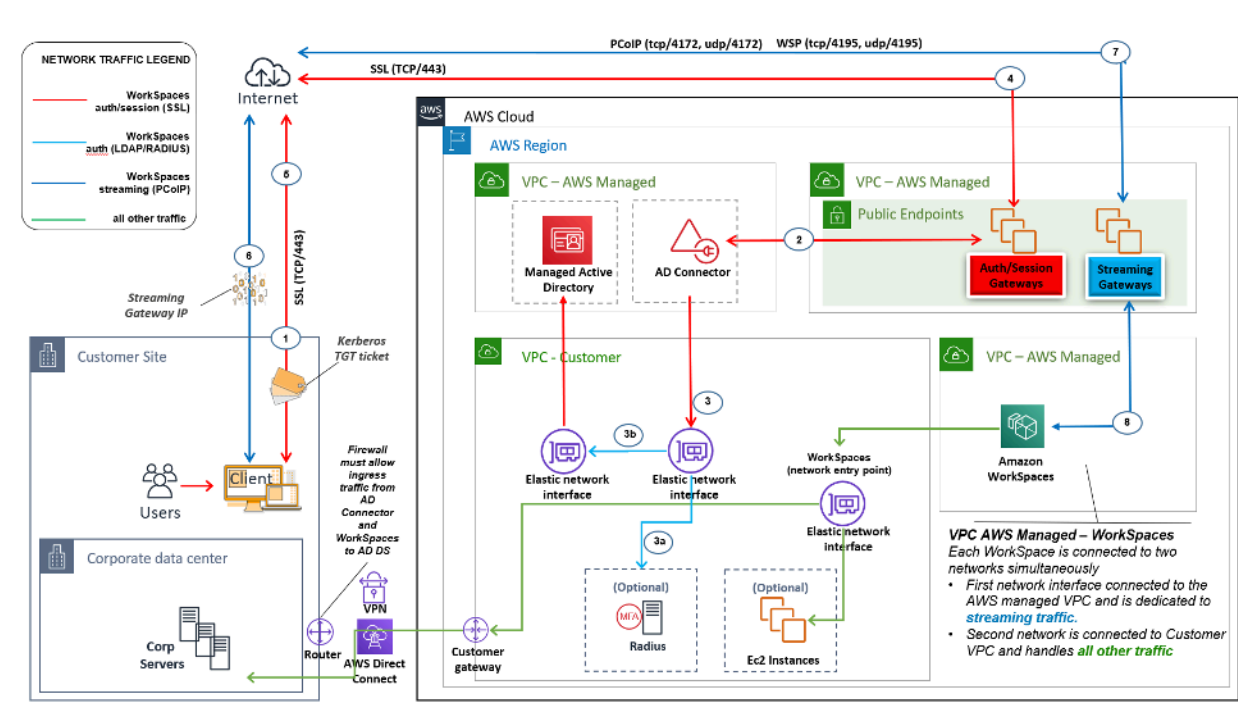 PCoIP (tcp/4172, udp/4172) WSP (tcp/4195, udp/4195)
7
NETWORK TRAFFIC LEGEND
WorkSpaces
auth/session (SSL)
WorkSpaces
auth (LDAP/RADIUS)
WorkSpaces
streaming (PCoIP)
all other traffic
Internet
SSL (TCP/443)
4
5
6
SSL (TCP/443)
Streaming
Gateway IP
1
Kerberos
TGT ticket
aws
AWS Cloud
AWS Region
VPC – AWS Managed
Managed Active
Directory
AD Connector
2
VPC – AWS Managed
Public Endpoints
Auth/Session
Gateways
Streaming
Gateways
Customer Site
Users
Client
Firewall
must allow
ingress
traffic from
AD
Connector
and
WorkSpaces
to AD DS
Corporate data center
Corp
Servers
Router
VPN
AWS Direct
Connect
VPC - Customer
3
3b
Elastic network
interface
Elastic network
interface
3a
WorkSpaces
(network entry point)
Elastic network
interface
(Optional)
MFA
Radius
(Optional)
Ec2 Instances
Customer
gateway
VPC – AWS Managed
8
Amazon
WorkSpaces
VPC AWS Managed – WorkSpaces
Each WorkSpace is connected to two
networks simultaneously
• First network interface connected to the
AWS managed VPC and is dedicated to
streaming traffic.
• Second network is connected to Customer
VPC and handles all other traffic